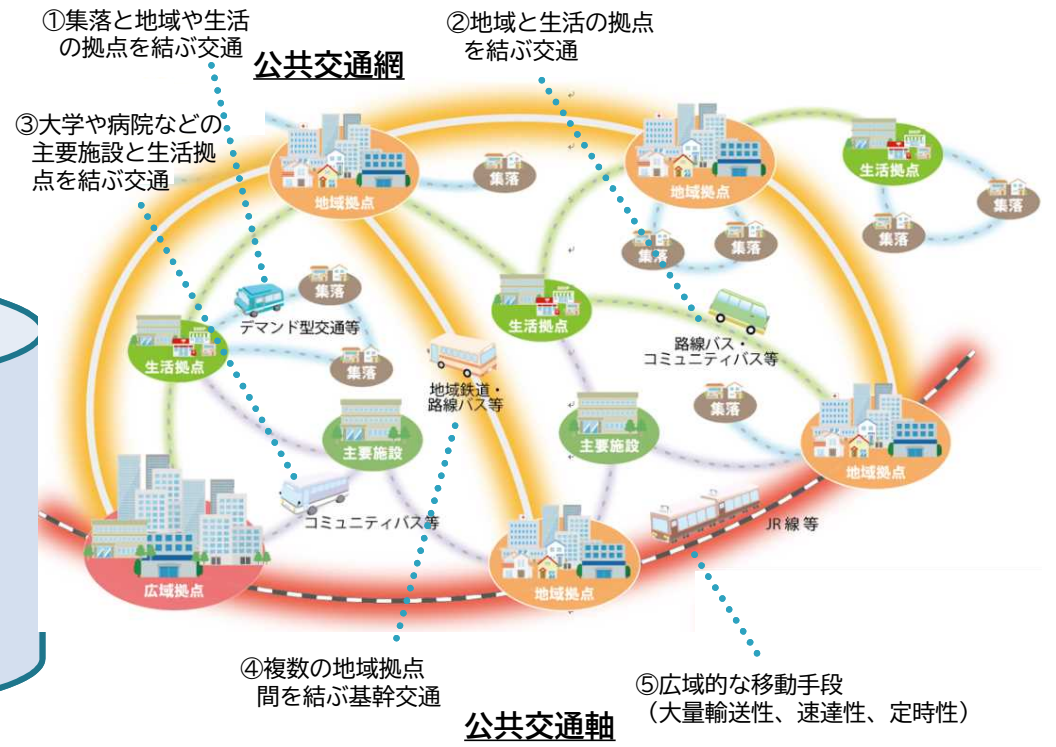 ①集落と地域や生活
の拠点を結ぶ交通
②地域と生活の拠点
を結ぶ交通
公共交通網
③大学や病院などの
主要施設と生活拠
点を結ぶ交通
地域拠点
集落
地域拠点
生活拠点
集落
集落
集落
集落
集落
デマンド型交通等
生活拠点
集落
生活拠点
路線バス・
コミュニティバス等
地域鉄道・
路線バス等
集落
主要施設
主要施設
地域拠点
コミュニティバス等
JR線等
広域拠点
地域拠点
④複数の地域拠点
間を結ぶ基幹交通
⑤広域的な移動手段
（大量輸送性、速達性、定時性）
公共交通軸